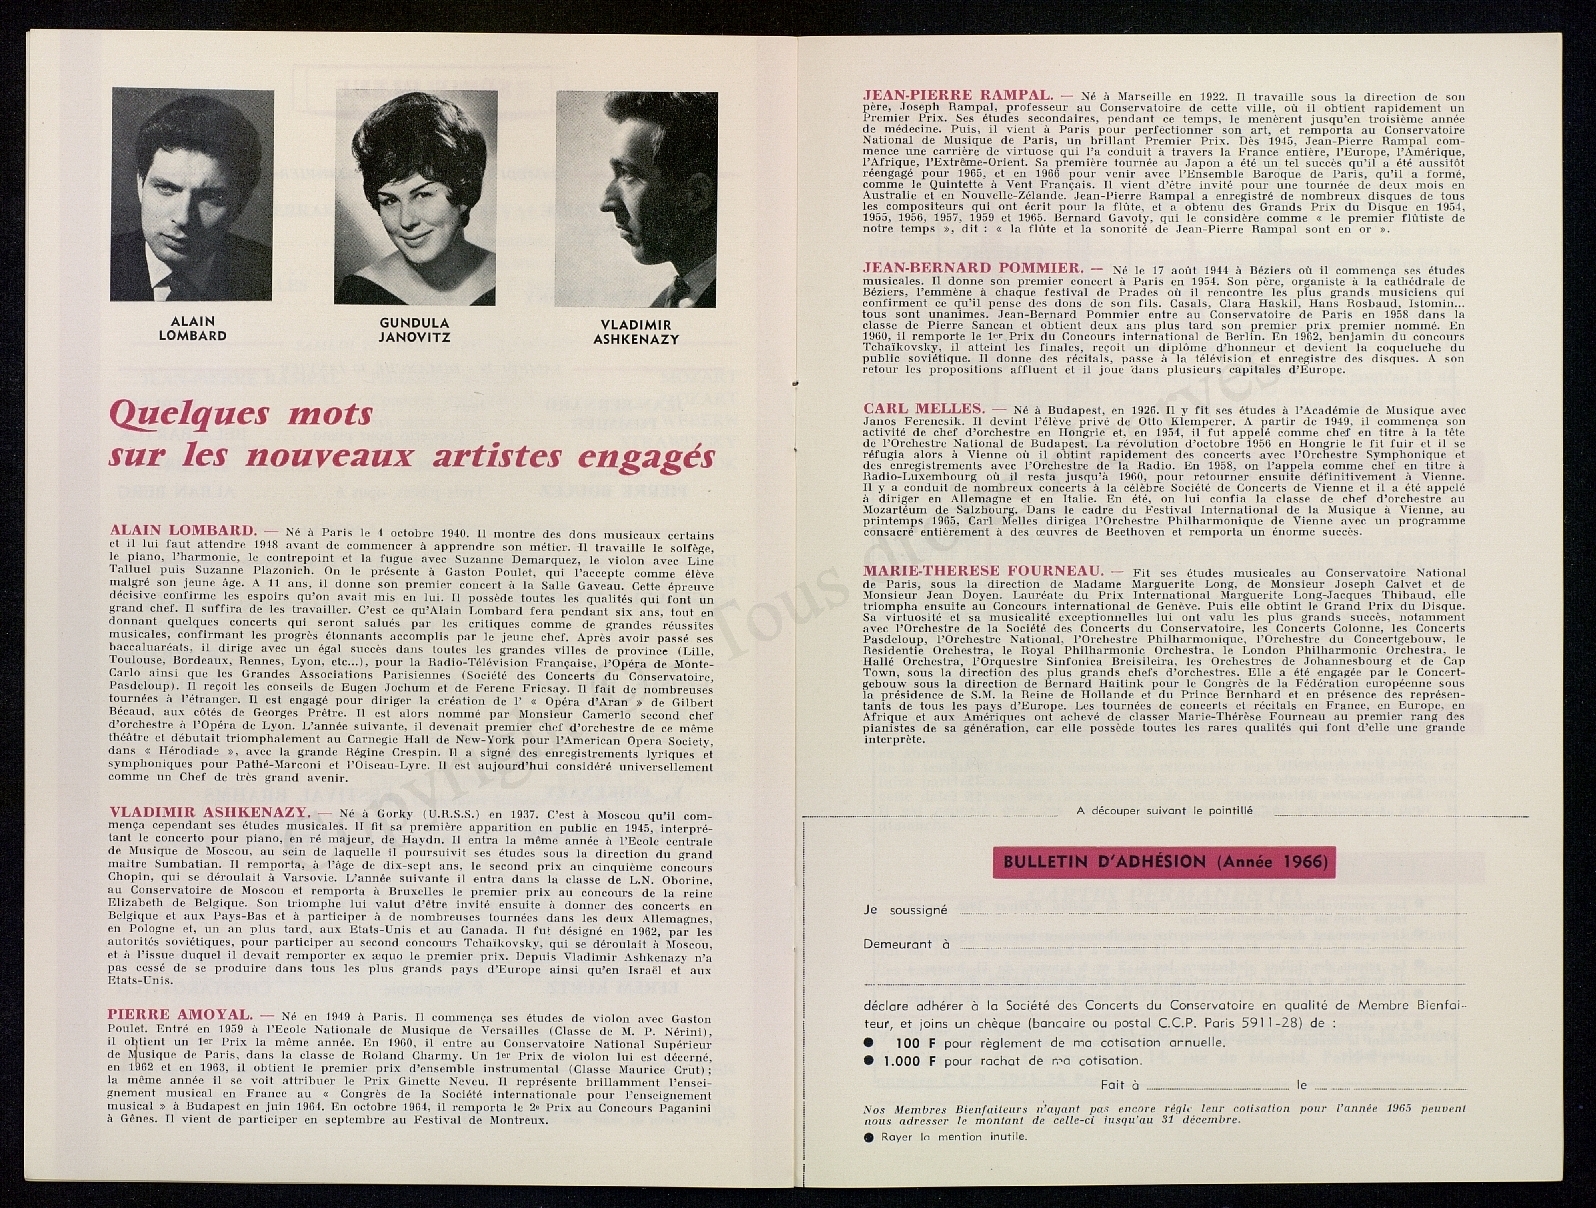 ALAIN
LOMBARD
GUNDULA
JANOVITZ
VLADIMIR
ASHKENAZY
Quelques mots
sur les nouveaux artistes engagés
ALAIN LOMBARD. — Né à Paris le 4 octobre 1940. Il montre des dons musicaux certains
et il lui faut attendre 1948 avant de commencer à apprendre son métier. Il travaille le solfège,
le piano, l'harmonie, le contrepoint et la fugue avec Suzanne Demarquez, le violon avec Line
Talluel puis Suzanne Plazonich. On le présente à Gaston Poulet, qui l'accepte comme élève
malgré son jeune âge. A 11 ans, il donne son premier concert à la Salle Gaveau. Cette épreuve
décisive confirme les espoirs qu'on avait mis en lui. Il possède toutes les qualités qui font un
grand chef. Il suffira de les travailler. C'est ce qu'Alain Lombard fera pendant six ans, tout en
donnant quelques concerts qui seront salués par les critiques comme de grandes réussites
musicales, confirmant les progrès étonnants accomplis par le jeune chef. Après avoir passé ses
baccaluaréats, il dirige avec un égal succès dans toutes les grandes villes de province (Lille,
Toulouse, Bordeaux, Rennes, Lyon, etc...), pour la Radio-Télévision Française, l'Opéra de Monte-
Carlo ainsi que les Grandes Associations Parisiennes (Société des Concerts du Conservatoire,
Pasdeloup). Il reçoit les conseils de Eugen Jochum et de Ferenc Fricsay. Il fait de nombreuses
tournées à l'étranger. Il est engagé pour diriger la création de l' « Opéra d'Aran » de Gilbert
Bécaud, aux côtés de Georges Prêtre. Il est alors nommé par Monsieur Camerlo second chef
d'orchestre à l'Opéra de Lyon. L'année suivante, il devenait premier chef d'orchestre de ce même
théâtre et débutait triomphalement au Carnegie Hall de New-York pour l'American Opera Society,
dans « Hérodiade », avec la grande Régine Crespin. Il a signé des enregistrements lyriques et
symphoniques pour Pathé-Marconi et l'Oiseau-Lyre. Il est aujourd'hui considéré universellement
comme un Chef de très grand avenir.
VLADIMIR ASHKENAZY. — Né à Gorky (U.R.S.S.) en 1937. C'est à Moscou qu'il com-
mença cependant ses études musicales. Il fit sa première apparition en public en 1945, interpré-
tant le concerto pour piano, en ré majeur, de Haydn. Il entra la même année à l'Ecole centrale
de Musique de Moscou, au sein de laquelle il poursuivit ses études sous la direction du grand
maître Sumbatian. Il remporta, à l'âge de dix-sept ans, le second prix au cinquième concours
Chopin, qui se déroulait à Varsovie. L'année suivante il entra dans la classe de L.N. Oborine,
au Conservatoire de Moscou et remporta à Bruxelles le premier prix au concours de la reine
Elizabeth de Belgique. Son triomphe lui valut d'être invité ensuite à donner des concerts en
Belgique et aux Pays-Bas et à participer à de nombreuses tournées dans les deux Allemagnes,
en Pologne et, un an plus tard, aux Etats-Unis et au Canada. Il fut désigné en 1962, par les
autorités soviétiques, pour participer au second concours Tchaïkovsky, qui se déroulait à Moscou,
et à l'issue duquel il devait remporter ex æquo le premier prix. Depuis Vladimir Ashkenazy n'a
pas cessé de se produire dans tous les plus grands pays d'Europe ainsi qu'en Israël et aux
Etats-Unis.
PIERRE AMOYAL. — Né en 1949 à Paris. Il commença ses études de violon avec Gaston
Poulet. Entré en 1959 à l'Ecole Nationale de Musique de Versailles (Classe de M. P. Nérini),
il obtient un 1er Prix la même année. En 1960, il entre au Conservatoire National Supérieur
de Musique de Paris, dans la classe de Roland Charmy. Un 1er Prix de violon lui est décerné,
en 1962 et en 1963, il obtient le premier prix d'ensemble instrumental (Classe Maurice Crut) ;
la même année il se voit attribuer le Prix Ginette Neveu. Il représente brillamment l'ensei-
gnement musical en France au « Congrès de la Société internationale pour l'enseignement
musical » à Budapest en juin 1964. En octobre 1964, il remporta le 2e Prix au Concours Paganini
à Gênes. Il vient de participer en septembre au Festival de Montreux.
JEAN-PIERRE RAMPAL. — Né à Marseille en 1922. Il travaille sous la direction de son
père, Joseph Rampal, professeur au Conservatoire de cette ville, où il obtient rapidement un
Premier Prix. Ses études secondaires, pendant ce temps, le menèrent jusqu'en troisième année
de médecine. Puis, il vient à Paris pour perfectionner son art, et remporta au Conservatoire
National de Musique de Paris, un brillant Premier Prix. Dès 1945, Jean-Pierre Rampal com-
mence une carrière de virtuose qui l'a conduit à travers la France entière, l'Europe, l'Amérique,
l'Afrique, l'Extrême-Orient. Sa première tournée au Japon a été un tel succès qu'il a été aussitôt
réengagé pour 1965, et en 1966 pour venir avec l'Ensemble Baroque de Paris, qu'il a formé,
comme le Quintette à Vent Français. Il vient d'être invité pour une tournée de deux mois en
Australie et en Nouvelle-Zélande. Jean-Pierre Rampal a enregistré de nombreux disques de tous
les compositeurs qui ont écrit pour la flûte, et a obtenu des Grands Prix du Disque en 1954,
1955, 1956, 1957, 1959 et 1965. Bernard Gavoty, qui le considère comme « le premier flûtiste de
notre temps », dit : « la flûte et la sonorité de Jean-Pierre Rampal sont en or ».
JEAN-BERNARD POMMIER. — Né le 17 août 1944 à Béziers où il commença ses études
musicales. Il donne son premier concert à Paris en 1954. Son père, organiste à la cathédrale de
Béziers, l'emmène à chaque festival de Prades où il rencontre les plus grands musiciens qui
confirment ce qu'il pense des dons de son fils. Casals, Clara Haskil, Hans Rosbaud, Istomin...
tous sont unanimes. Jean-Bernard Pommier entre au Conservatoire de Paris en 1958 dans la
classe de Pierre Sancan et obtient deux ans plus tard son premier prix premier nommé. En
1960, il remporte le 1er Prix du Concours international de Berlin. En 1962, benjamin du concours
Tchaïkovsky, il atteint les finales, reçoit un diplôme d'honneur et devient la coqueluche du
public soviétique. Il donne des récitals, passe à la télévision et enregistre des disques. A son
retour les propositions affluent et il joue dans plusieurs capitales d'Europe.
CARL MELLES. — Né à Budapest, en 1926. Il y fit ses études à l'Académie de Musique avec
Janos Ferencsik. Il devint l'élève privé de Otto Klemperer. A partir de 1949, il commença son
activité de chef d'orchestre en Hongrie et, en 1954, il fut appelé comme chef en titre à la tête
de l'Orchestre National de Budapest. La révolution d'octobre 1956 en Hongrie le fit fuir et il se
réfugia alors à Vienne où il obtint rapidement des concerts avec l'Orchestre Symphonique et
des enregistrements avec l'Orchestre de la Radio. En 1958, on l'appela comme chef en titre à
Radio-Luxembourg où il resta jusqu'à 1960, pour retourner ensuite définitivement à Vienne.
Il y a conduit de nombreux concerts à la célèbre Société de Concerts de Vienne et il a été appelé
à diriger en Allemagne et en Italie. En été, on lui confia la classe de chef d'orchestre au
Mozartéum de Salzbourg. Dans le cadre du Festival International de la Musique à Vienne, au
printemps 1965, Carl Melles dirigea l'Orchestre Philharmonique de Vienne avec un programme
consacré entièrement à des œuvres de Beethoven et remporta un énorme succès.
MARIE-THERESE FOURNEAU. — Fit ses études musicales au Conservatoire National
de Paris, sous la direction de Madame Marguerite Long, de Monsieur Joseph Calvet et de
Monsieur Jean Doyen. Lauréate du Prix International Marguerite Long-Jacques Thibaud, elle
triompha ensuite au Concours international de Genève. Puis elle obtint le Grand Prix du Disque.
Sa virtuosité et sa musicalité exceptionnelles lui ont valu les plus grands succès, notamment
avec l'Orchestre de la Société des Concerts du Conservatoire, les Concerts Colonne, les Concerts
Pasdeloup, l'Orchestre National, l'Orchestre Philharmonique, l'Orchestre du Concertgebouw, le
Residentie Orchestra, le Royal Philharmonic Orchestra, le London Philharmonic Orchestra, le
Hallé Orchestra, l'Orquestre Sinfonica Breisileira, les Orchestres de Johannesbourg et de Cap
Town, sous la direction des plus grands chefs d'orchestres. Elle a été engagée par le Concert-
gebouw sous la direction de Bernard Haitink pour le Congrès de la Fédération européenne sous
la présidence de S.M. la Reine de Hollande et du Prince Bernhard et en présence des représen-
tants de tous les pays d'Europe. Les tournées de concerts et récitals en France, en Europe, en
Afrique et aux Amériques ont achevé de classer Marie-Thérèse Fourneau au premier rang des
pianistes de sa génération, car elle possède toutes les rares qualités qui font d'elle une grande
interprète.
A découper suivant le pointillé
BULLETIN D'ADHÉSION (Année 1966)
Je soussigné
Demeurant à
déclare adhérer à la Société des Concerts du Conservatoire en qualité de Membre Bienfai-
teur, et joins un chèque (bancaire ou postal C.C.P. Paris 5911-28) de :
● 100 F pour règlement de ma cotisation annuelle.
● 1.000 F pour rachat de ma cotisation.
Fait à le
Nos Membres Bienfaiteurs n'ayant pas encore réglé leur cotisation pour l'année 1965 peuvent
nous adresser le montant de celle-ci jusqu'au 31 décembre.
● Rayer la mention inutile.